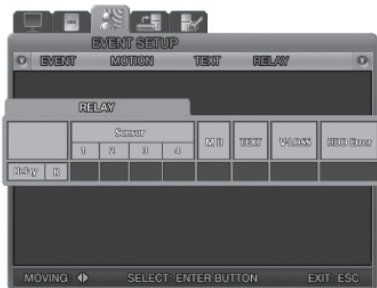 EVENT SETUP
EVENT MOTION TEXT RELAY
RELAY
Sensor M D TEXT V-LOSS HDD Error
1 2 3 4
Relay R
MOVING: SELECT: ENTER BUTTON EXIT: ESC